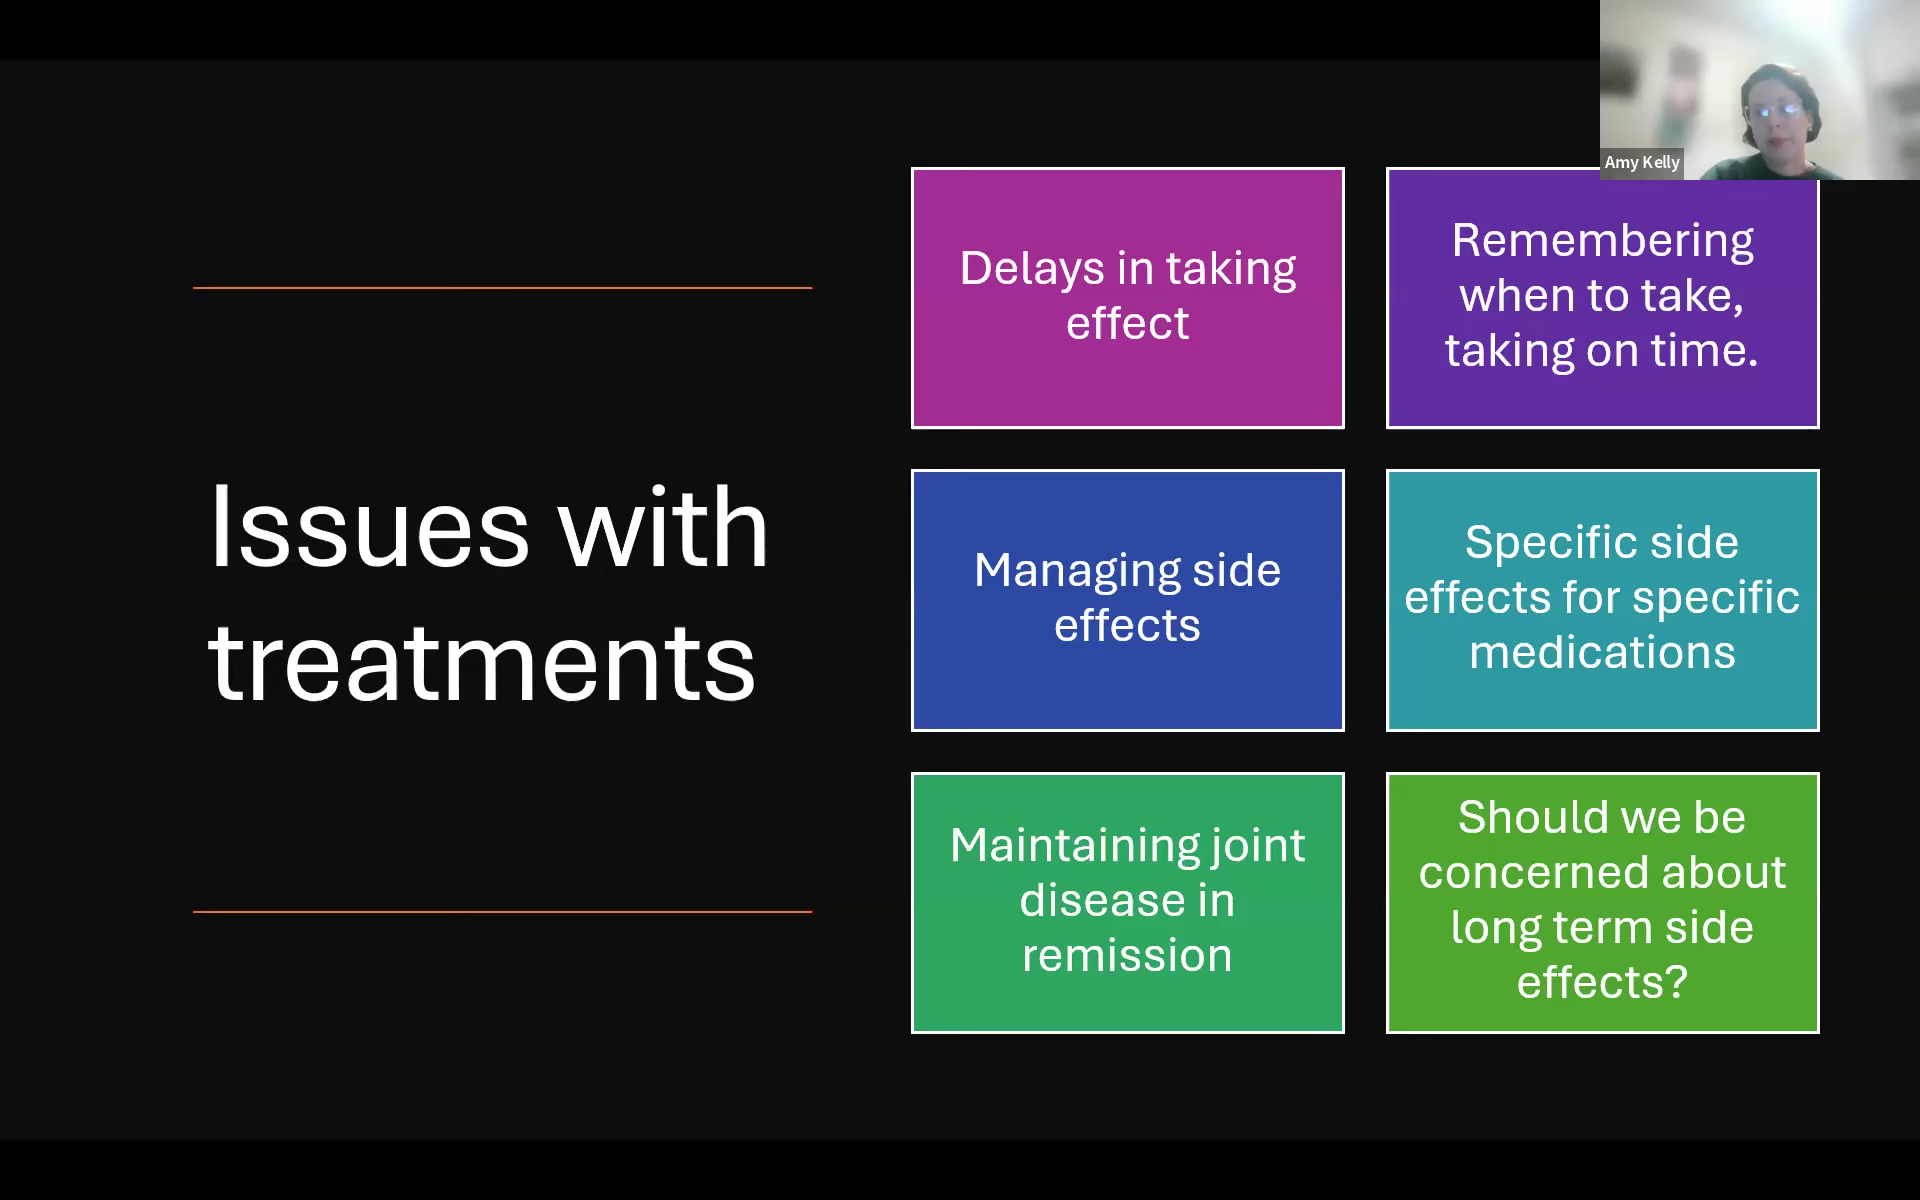 Amy Kelly
Issues with
treatments
Delays in taking
effect
Remembering
when to take,
taking on time.
Managing side
effects
Specific side
effects for specific
medications
Maintaining joint
disease in
remission
Should we be
concerned about
long term side
effects?